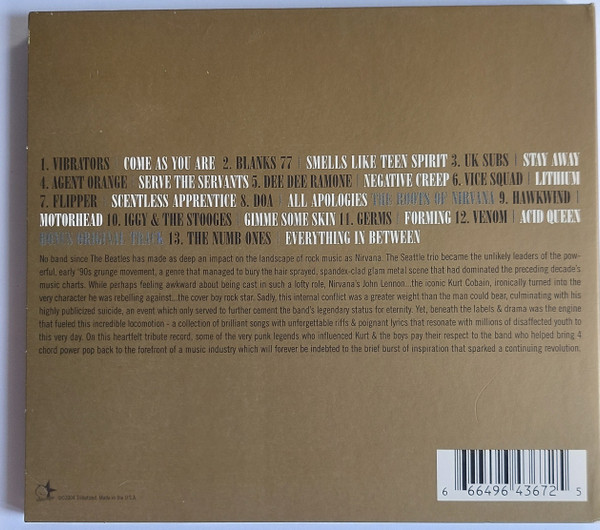 1. VIBRATORS | COME AS YOU ARE 2. BLANKS 77 | SMELLS LIKE TEEN SPIRIT 3. UK SUBS | STAY AWAY
4. AGENT ORANGE | SERVE THE SERVANTS 5. DEE DEE RAMONE | NEGATIVE CREEP 6. VICE SQUAD | LITHIUM
7. FLIPPER | SCENTLESS APPRENTICE 8. DOA | ALL APOLOGIES THE ROOTS OF NIRVANA 9. HAWKWIND |
MOTORHEAD 10. IGGY & THE STOOGES | GIMME SOME SKIN 11. GERMS | FORMING 12. VENOM | ACID QUEEN
BONUS ORIGINAL TRACK 13. THE NUMB ONES | EVERYTHING IN BETWEEN
No band since The Beatles has made as deep an impact on the landscape of rock music as Nirvana. The Seattle trio became the unlikely leaders of the pow-
erful, early '90s grunge movement, a genre that managed to bury the hair sprayed, spandex-clad glam metal scene that had dominated the preceding decade's
music charts. While perhaps feeling awkward about being cast in such a lofty role, Nirvana's John Lennon...the iconic Kurt Cobain, ironically turned into the
very character he was rebelling against...the cover boy rock star. Sadly, this internal conflict was a greater weight than the man could bear, culminating with his
highly publicized suicide, an event which only served to further cement the band's legendary status for eternity. Yet, beneath the labels & drama was the engine
that fueled this incredible locomotion - a collection of brilliant songs with unforgettable riffs & poignant lyrics that resonate with millions of disaffected youth to
this very day. On this heartfelt tribute record, some of the very punk legends who influenced Kurt & the boys pay their respect to the band who helped bring 4
chord power pop back to the forefront of a music industry which will forever be indebted to the brief burst of inspiration that sparked a continuing revolution.
Made in the U.S.A.
6 66496 43672 5